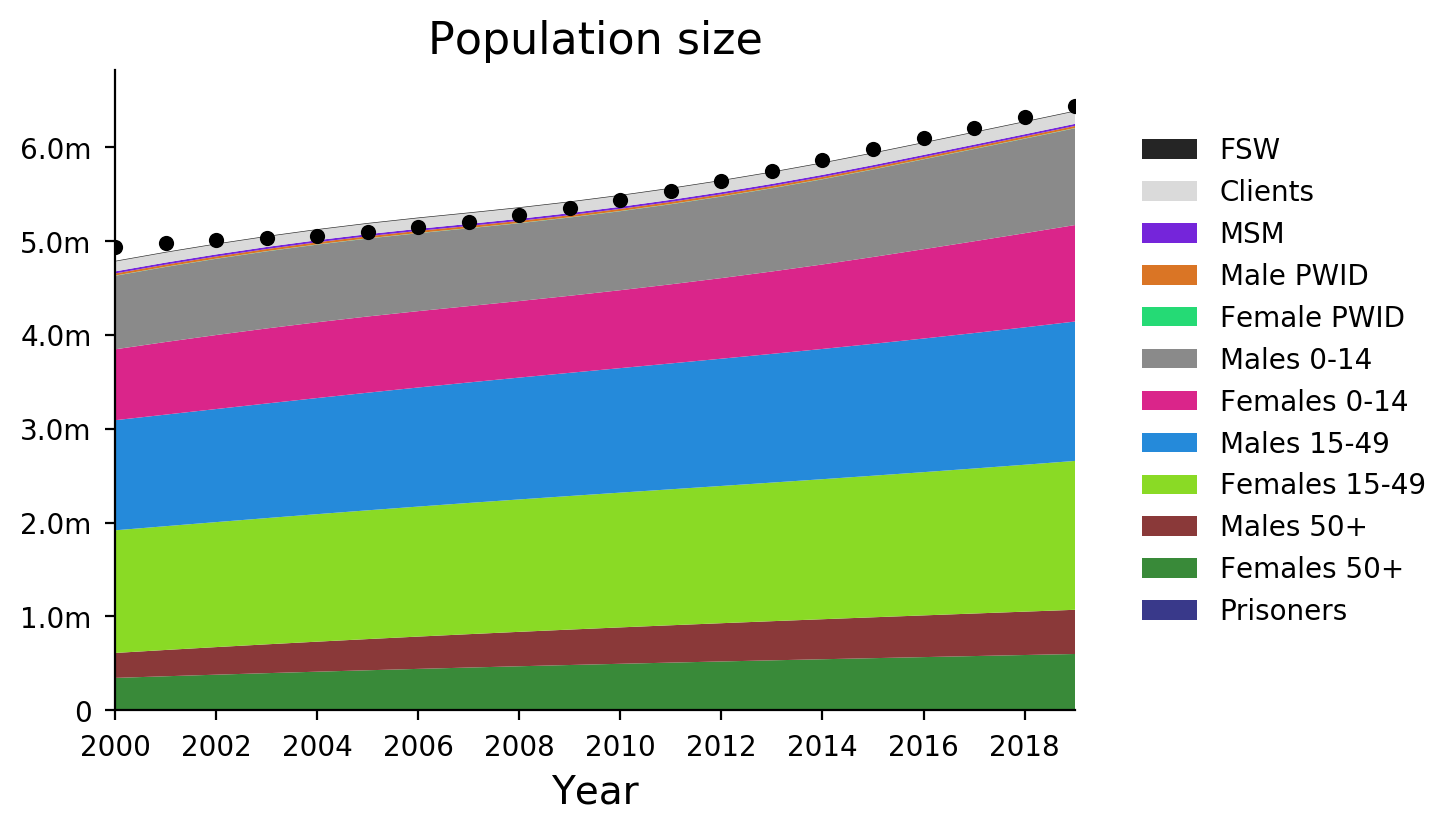 Population size
6.0m
5.0m
4.0m
3.0m
2.0m
1.0m
0
2000 2002 2004 2006 2008 2010 2012 2014 2016 2018
Year
FSW
Clients
MSM
Male PWID
Female PWID
Males 0-14
Females 0-14
Males 15-49
Females 15-49
Males 50+
Females 50+
Prisoners